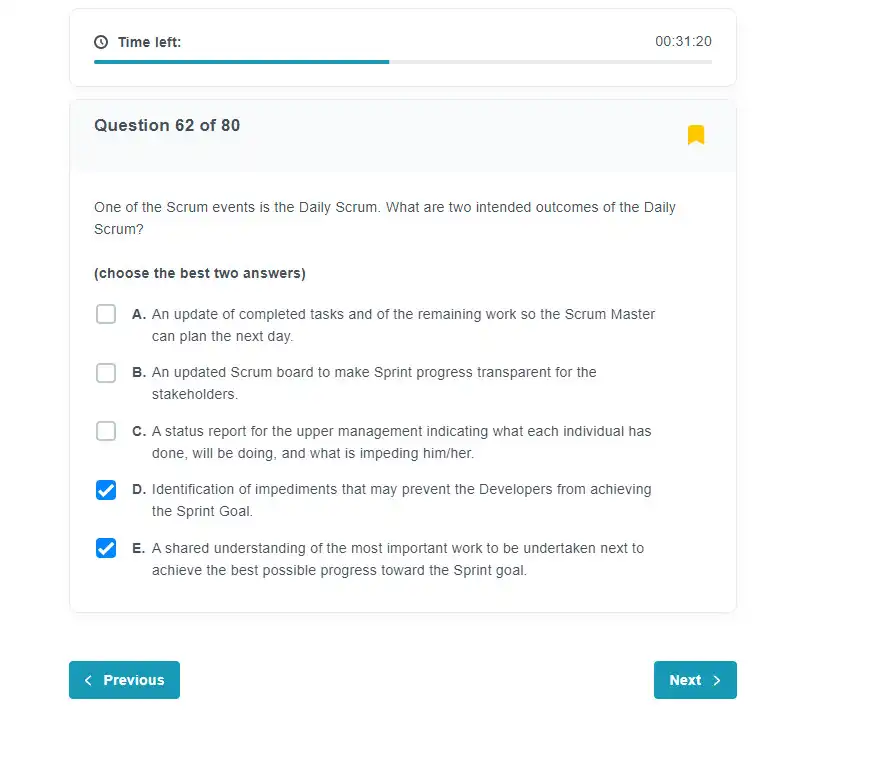 Time left:
00:31:20
Question 62 of 80
One of the Scrum events is the Daily Scrum. What are two intended outcomes of the Daily
Scrum?
(choose the best two answers)
A. An update of completed tasks and of the remaining work so the Scrum Master
can plan the next day.
B. An updated Scrum board to make Sprint progress transparent for the
stakeholders.
C. A status report for the upper management indicating what each individual has
done, will be doing, and what is impeding him/her.
D. Identification of impediments that may prevent the Developers from achieving
the Sprint Goal.
E. A shared understanding of the most important work to be undertaken next to
achieve the best possible progress toward the Sprint goal.
Previous
Next